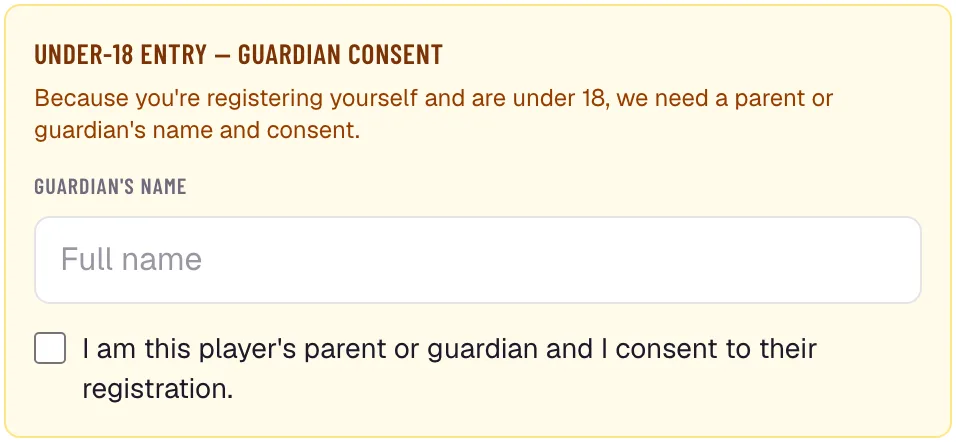 UNDER-18 ENTRY — GUARDIAN CONSENT
Because you're registering yourself and are under 18, we need a parent or
guardian's name and consent.
GUARDIAN'S NAME
Full name
I am this player's parent or guardian and I consent to their
registration.